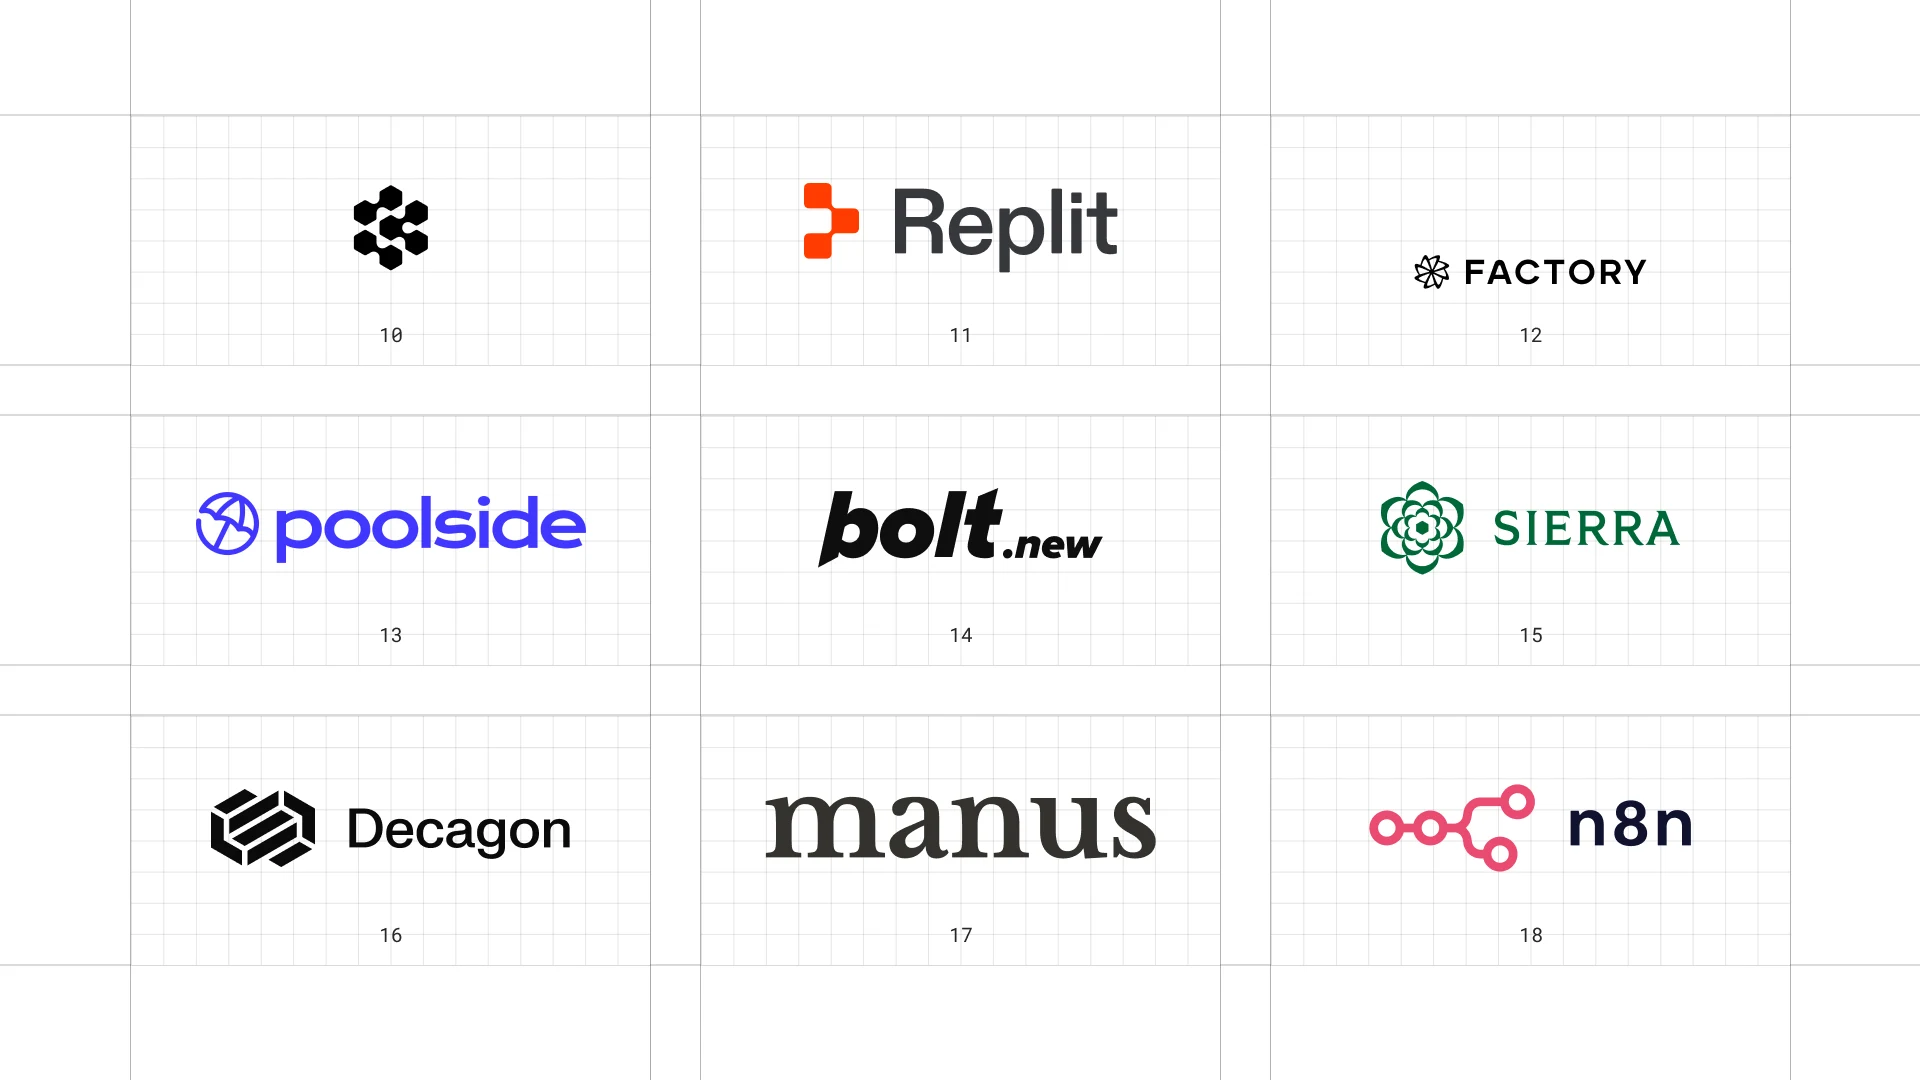 10
Replit
11
FACTORY
12
poolside
13
bolt.new
14
SIERRA
15
Decagon
16
manus
17
n8n
18